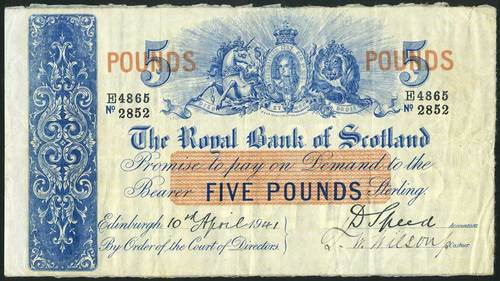 5 POUNDS POUNDS 5
E4865 E4865
Nº 2852 Nº 2852
The Royal Bank of Scotland
Promise to pay on Demand to the
Bearer FIVE POUNDS Sterling.
Edinburgh 10th April 1941 D Speed Accountant
By Order of the Court of Directors. Wilson Cashier